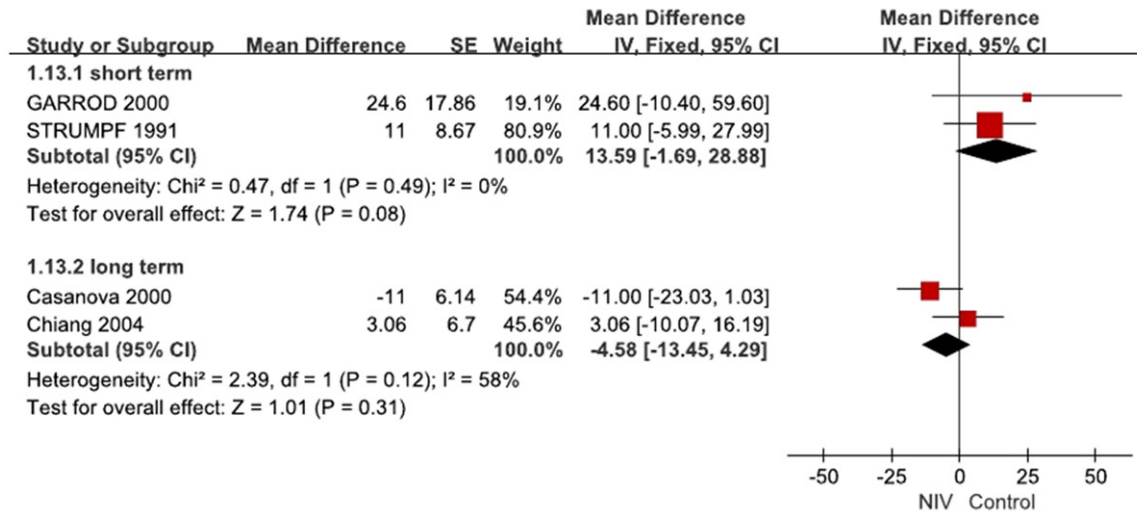 Mean Difference Mean Difference
Study or Subgroup Mean Difference SE Weight IV, Fixed, 95% CI IV, Fixed, 95% CI
1.13.1 short term
GARROD 2000 24.6 17.86 19.1% 24.60 [-10.40, 59.60]
STRUMPF 1991 11 8.67 80.9% 11.00 [-5.99, 27.99]
Subtotal (95% CI) 100.0% 13.59 [-1.69, 28.88]
Heterogeneity: Chi² = 0.47, df = 1 (P = 0.49); I² = 0%
Test for overall effect: Z = 1.74 (P = 0.08)
1.13.2 long term
Casanova 2000 -11 6.14 54.4% -11.00 [-23.03, 1.03]
Chiang 2004 3.06 6.7 45.6% 3.06 [-10.07, 16.19]
Subtotal (95% CI) 100.0% -4.58 [-13.45, 4.29]
Heterogeneity: Chi² = 2.39, df = 1 (P = 0.12); I² = 58%
Test for overall effect: Z = 1.01 (P = 0.31)
-50 -25 0 25 50
NIV Control